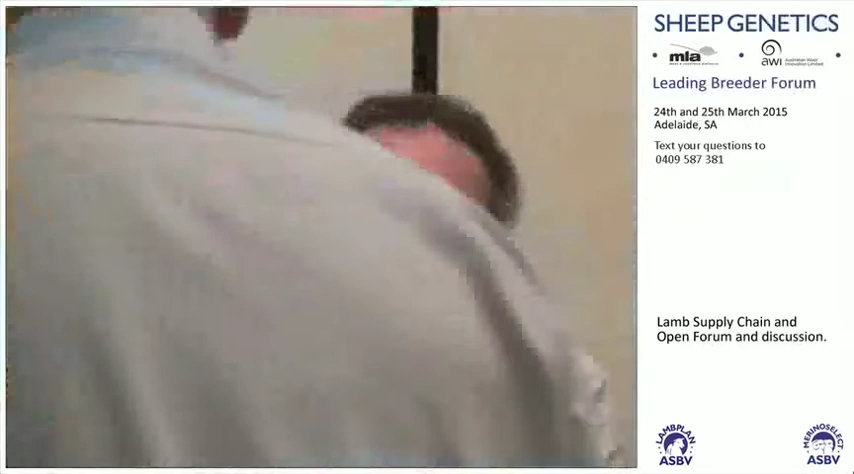 SHEEP GENETICS
mla
awi
Leading Breeder Forum
24th and 25th March 2015
Adelaide, SA
Text your questions to
0409 587 381
Lamb Supply Chain and
Open Forum and discussion.
LAMBPLAN
ASBV
MERINOSELECT
ASBV